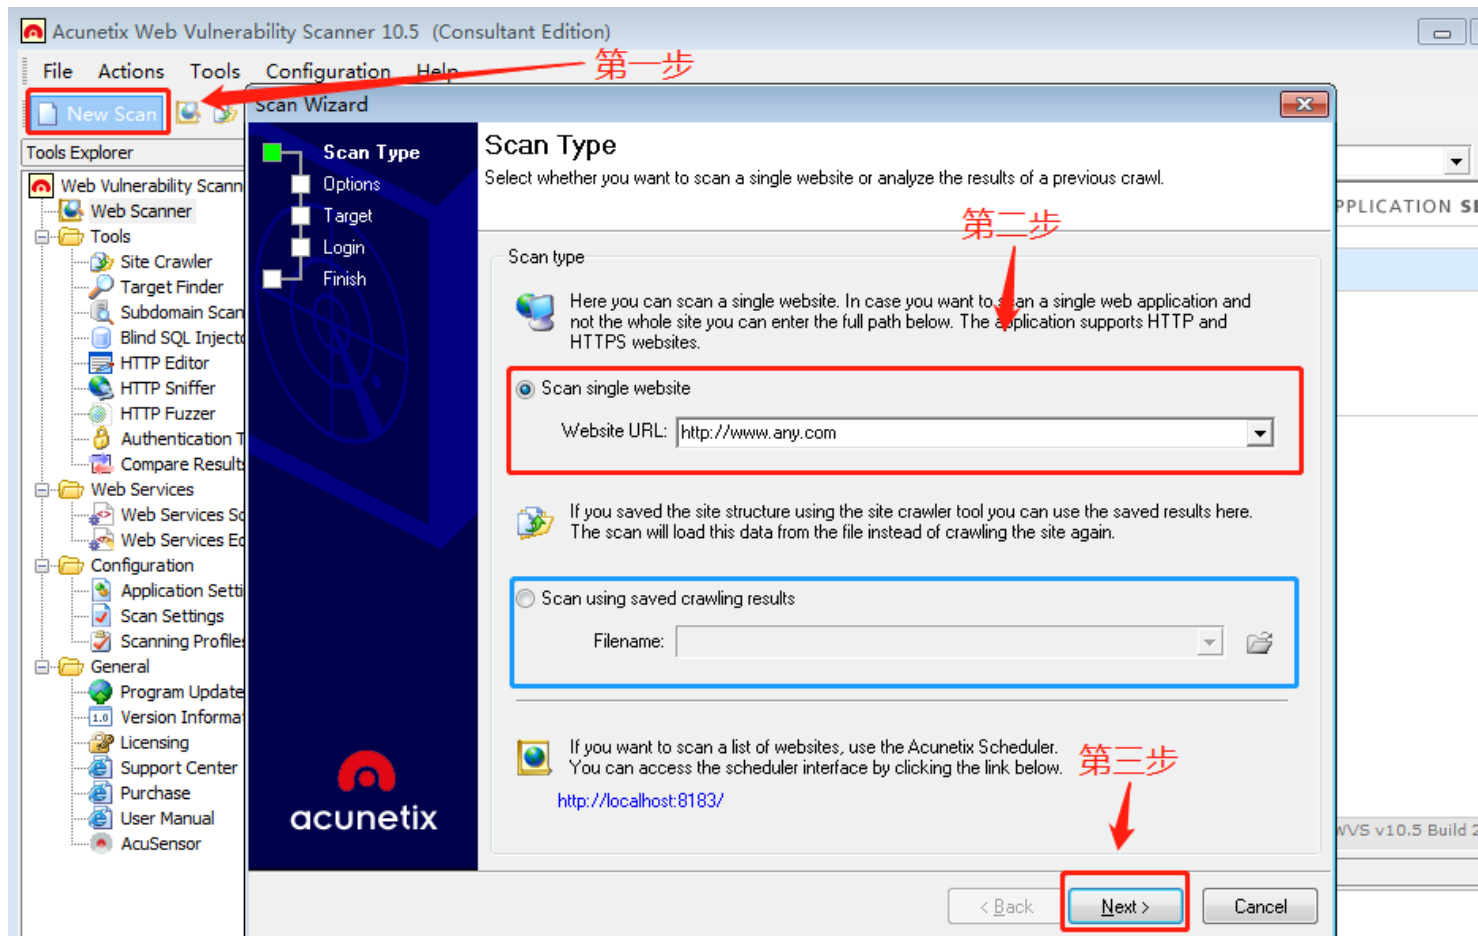 Acunetix Web Vulnerability Scanner 10.5 (Consultant Edition)
File Actions Tools Configuration Help
第一步
New Scan
Scan Wizard
Tools Explorer
Web Vulnerability Scann
Web Scanner
Tools
Site Crawler
Target Finder
Subdomain Scan
Blind SQL Injecto
HTTP Editor
HTTP Sniffer
HTTP Fuzzer
Authentication T
Compare Results
Web Services
Web Services Sc
Web Services Ed
Configuration
Application Setti
Scan Settings
Scanning Profiles
General
Program Update
Version Informa
Licensing
Support Center
Purchase
User Manual
AcuSensor
Scan Type
Options
Target
Login
Finish
acunetix
Scan Type
Select whether you want to scan a single website or analyze the results of a previous crawl.
第二步
Scan type
Here you can scan a single website. In case you want to scan a single web application and
not the whole site you can enter the full path below. The application supports HTTP and
HTTPS websites.
Scan single website
Website URL: http://www.any.com
If you saved the site structure using the site crawler tool you can use the saved results here.
The scan will load this data from the file instead of crawling the site again.
Scan using saved crawling results
Filename:
If you want to scan a list of websites, use the Acunetix Scheduler.
You can access the scheduler interface by clicking the link below.
http://localhost:8183/
第三步
< Back Next > Cancel
PPLICATION SE
WVS v10.5 Build 2